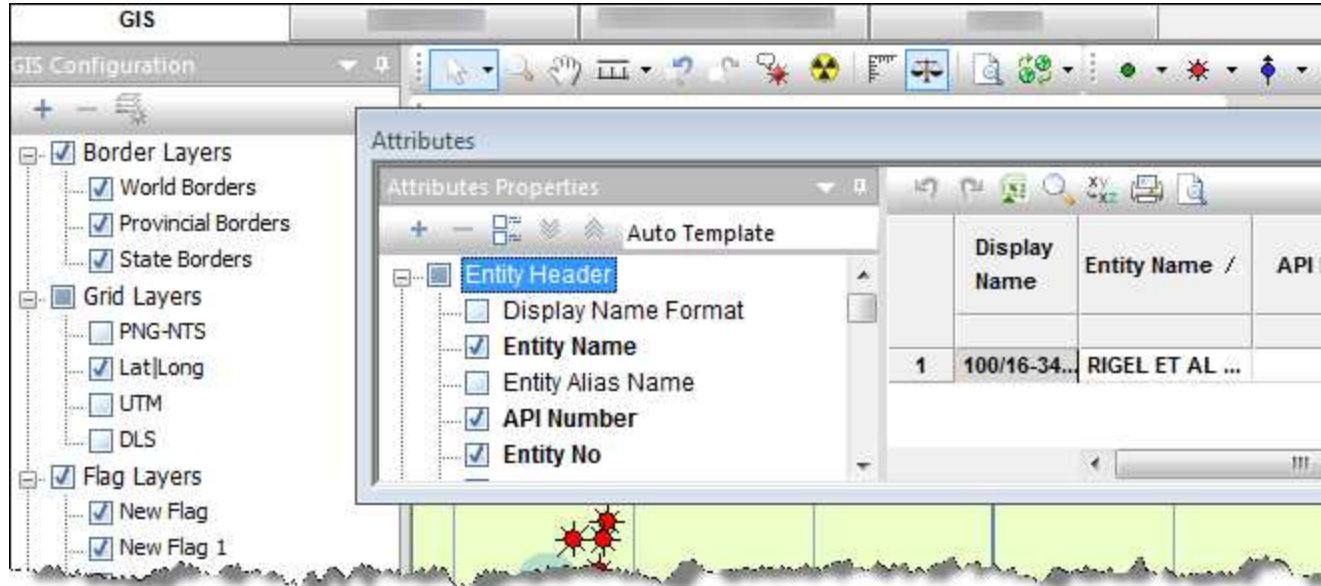 GIS
GIS Configuration
Border Layers
World Borders
Provincial Borders
State Borders
Grid Layers
PNG-NTS
Lat|Long
UTM
DLS
Flag Layers
New Flag
New Flag 1
Attributes
Attributes Properties
Auto Template
Entity Header
Display Name Format
Entity Name
Entity Alias Name
API Number
Entity No
Display Name
Entity Name
API
1 100/16-34... RIGEL ET AL ...